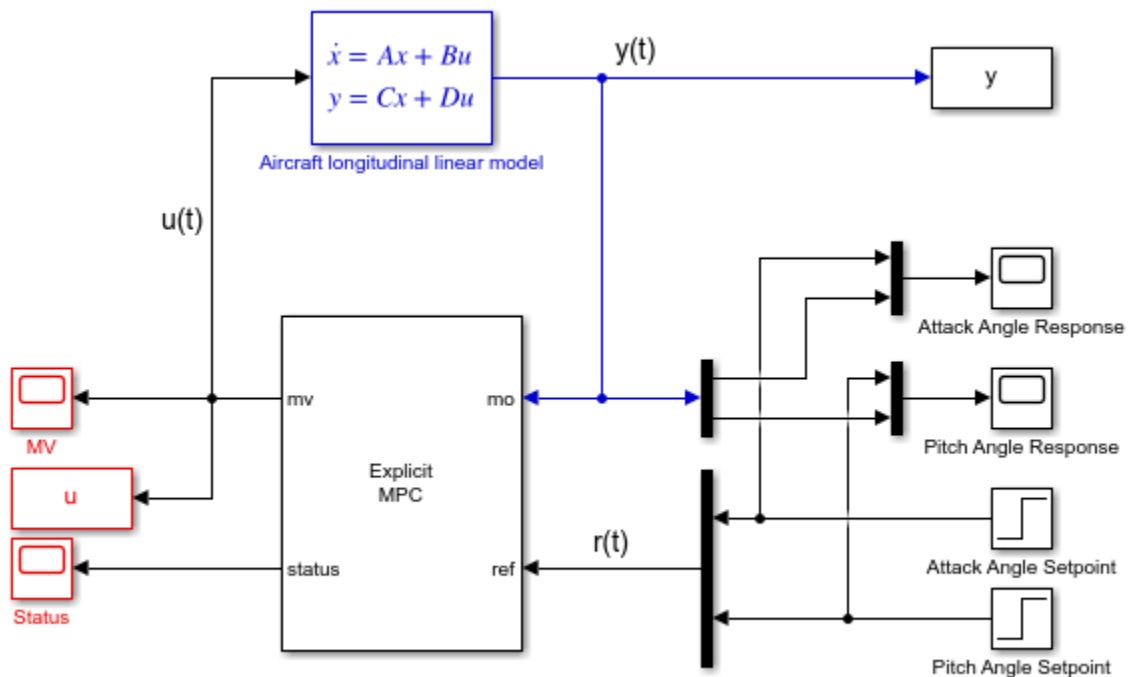 ẋ = Ax + Bu
y = Cx + Du
Aircraft longitudinal linear model
y(t)
y
u(t)
Attack Angle Response
MV
mv
mo
Pitch Angle Response
Explicit
MPC
u
r(t)
Attack Angle Setpoint
Status
status
ref
Pitch Angle Setpoint